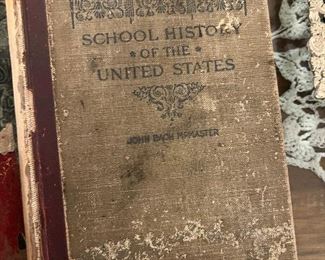 SCHOOL HISTORY
OF THE
UNITED STATES
JOHN BACH McMASTER